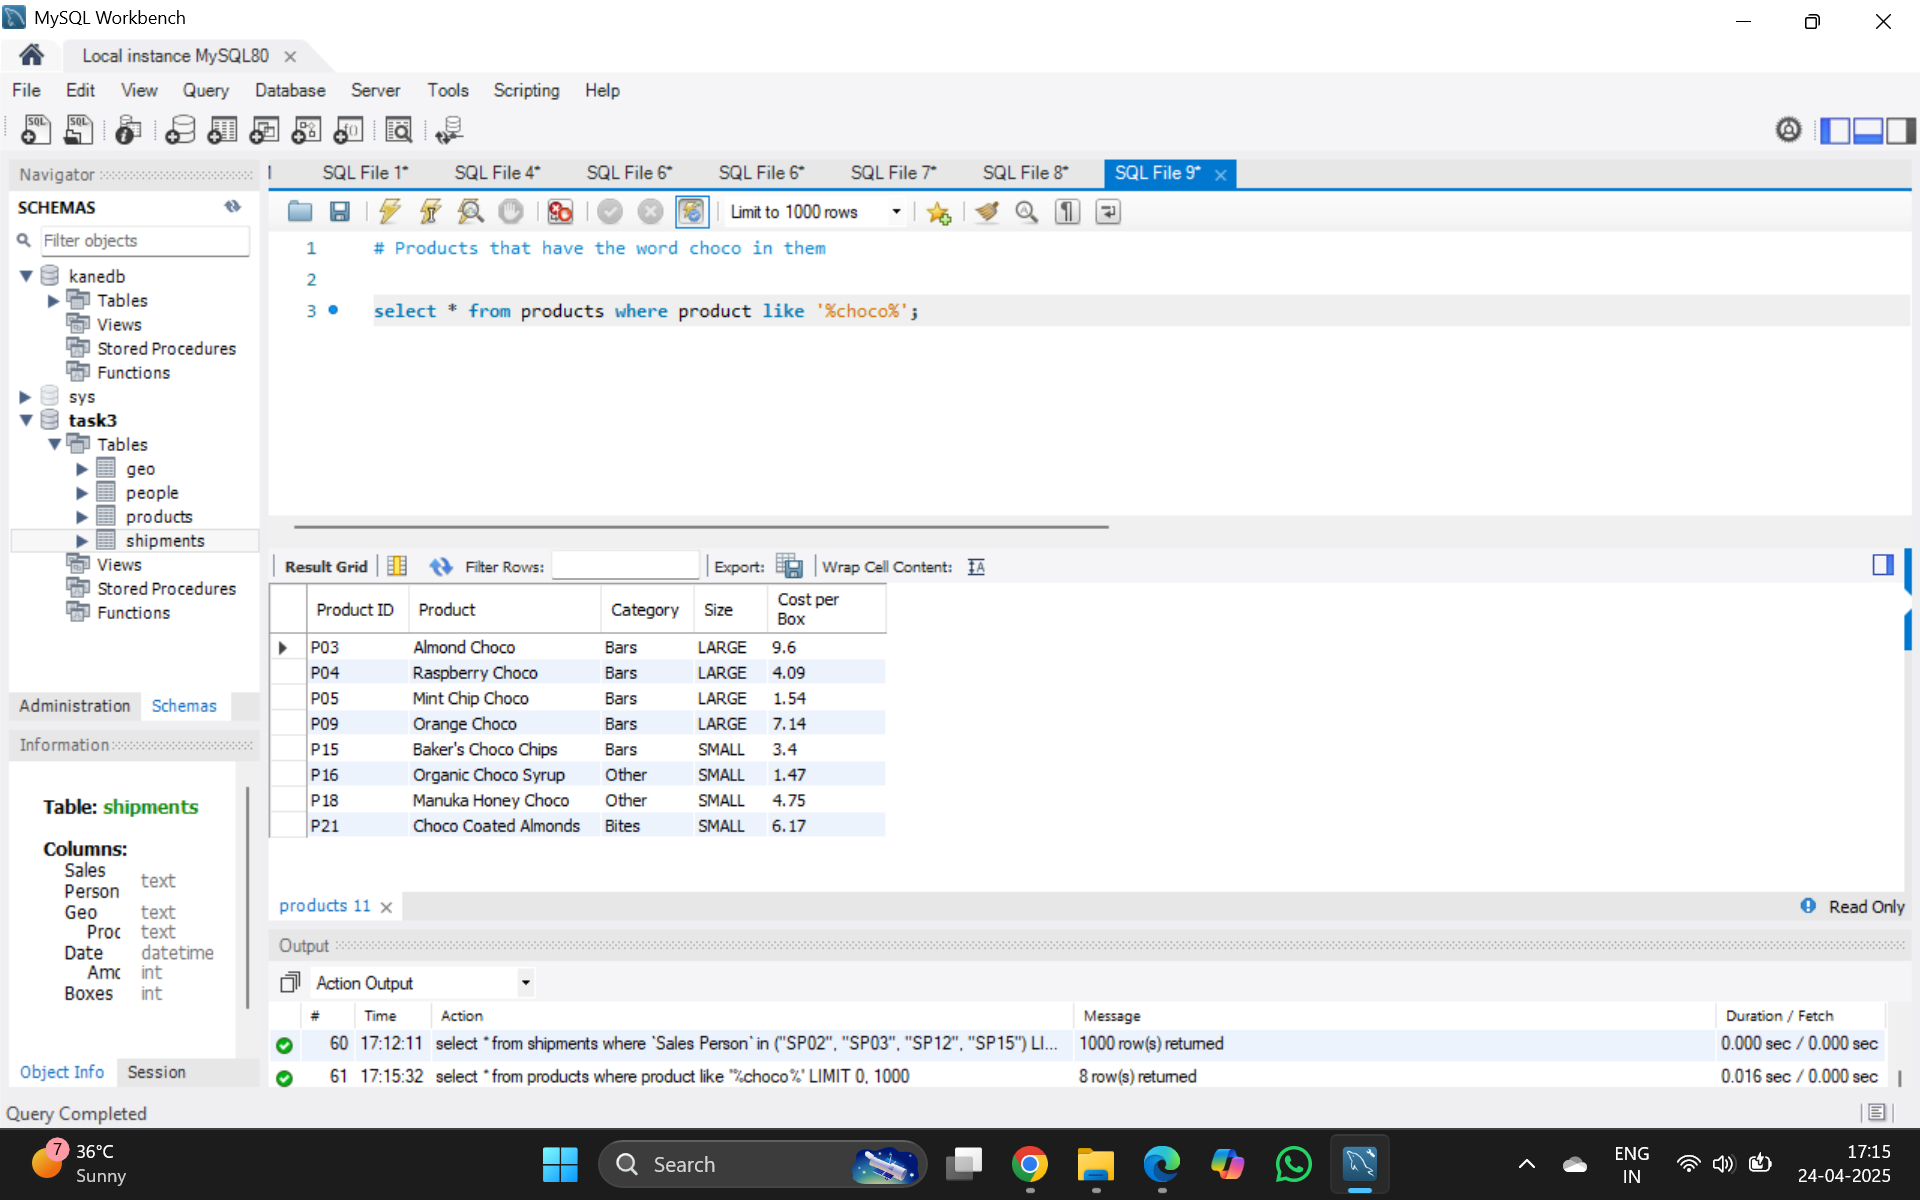 MySQL Workbench
Local instance MySQL80
File Edit View Query Database Server Tools Scripting Help
Navigator
SCHEMAS
Filter objects
kanedb
Tables
Views
Stored Procedures
Functions
sys
task3
Tables
geo
people
products
shipments
Views
Stored Procedures
Functions
Administration Schemas
Information
Table: shipments
Columns:
Sales Person text
Geo text
Proc text
Date datetime
Amc int
Boxes int
Object Info Session
SQL File 1* SQL File 4* SQL File 6* SQL File 6* SQL File 7* SQL File 8* SQL File 9*
Limit to 1000 rows
1 # Products that have the word choco in them
2
3 select * from products where product like '%choco%';
Result Grid Filter Rows: Export: Wrap Cell Content:
Product ID Product Category Size Cost per Box
P03 Almond Choco Bars LARGE 9.6
P04 Raspberry Choco Bars LARGE 4.09
P05 Mint Chip Choco Bars LARGE 1.54
P09 Orange Choco Bars LARGE 7.14
P15 Baker's Choco Chips Bars SMALL 3.4
P16 Organic Choco Syrup Other SMALL 1.47
P18 Manuka Honey Choco Other SMALL 4.75
P21 Choco Coated Almonds Bites SMALL 6.17
products 11
Read Only
Output
Action Output
# Time Action Message Duration / Fetch
60 17:12:11 select * from shipments where `Sales Person` in ("SP02", "SP03", "SP12", "SP15") LI... 1000 row(s) returned 0.000 sec / 0.000 sec
61 17:15:32 select * from products where product like '%choco%' LIMIT 0, 1000 8 row(s) returned 0.016 sec / 0.000 sec
Query Completed
7
36°C
Sunny
Search
ENG
IN
17:15
24-04-2025